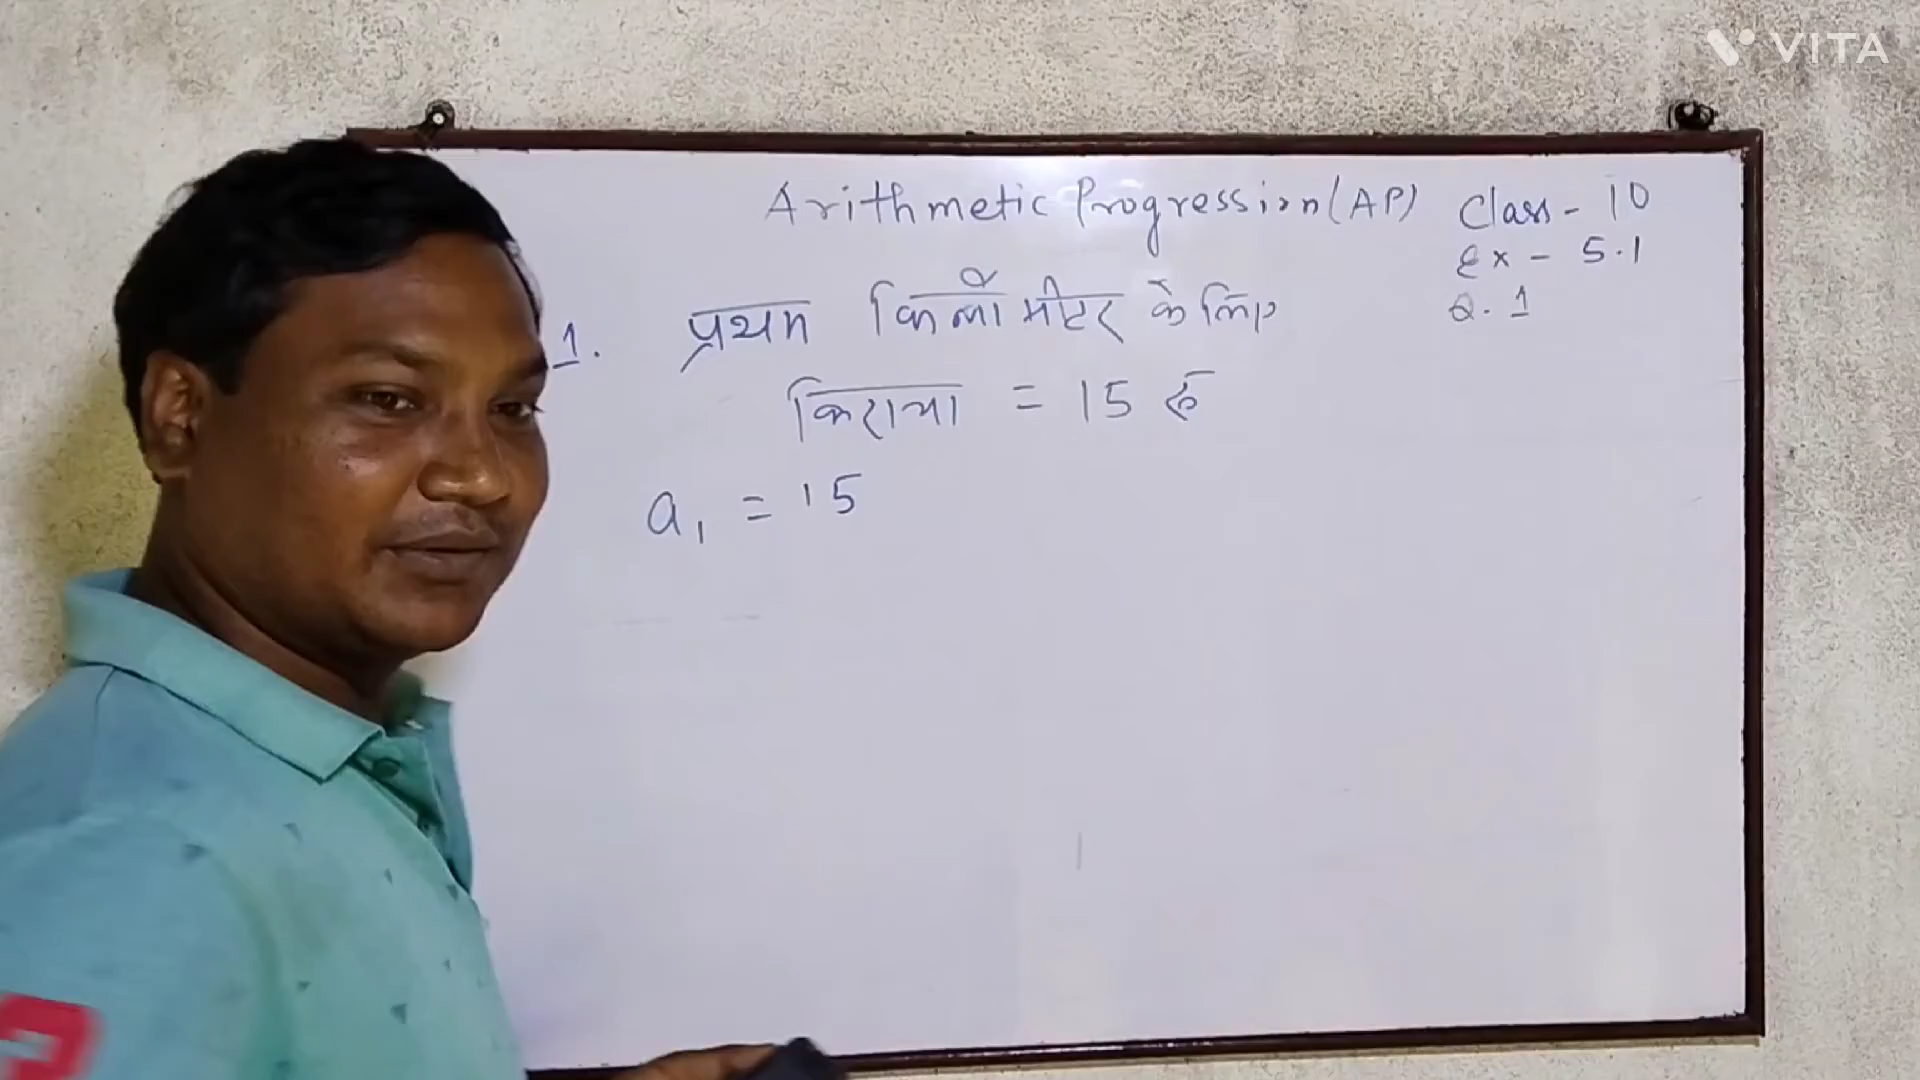 VITA
Arithmetic Progression (AP) Class - 10
Ex - 5.1
Q. 1
1. प्रथम किलोमीटर के लिए
किराया = 15 रु
a₁ = 15